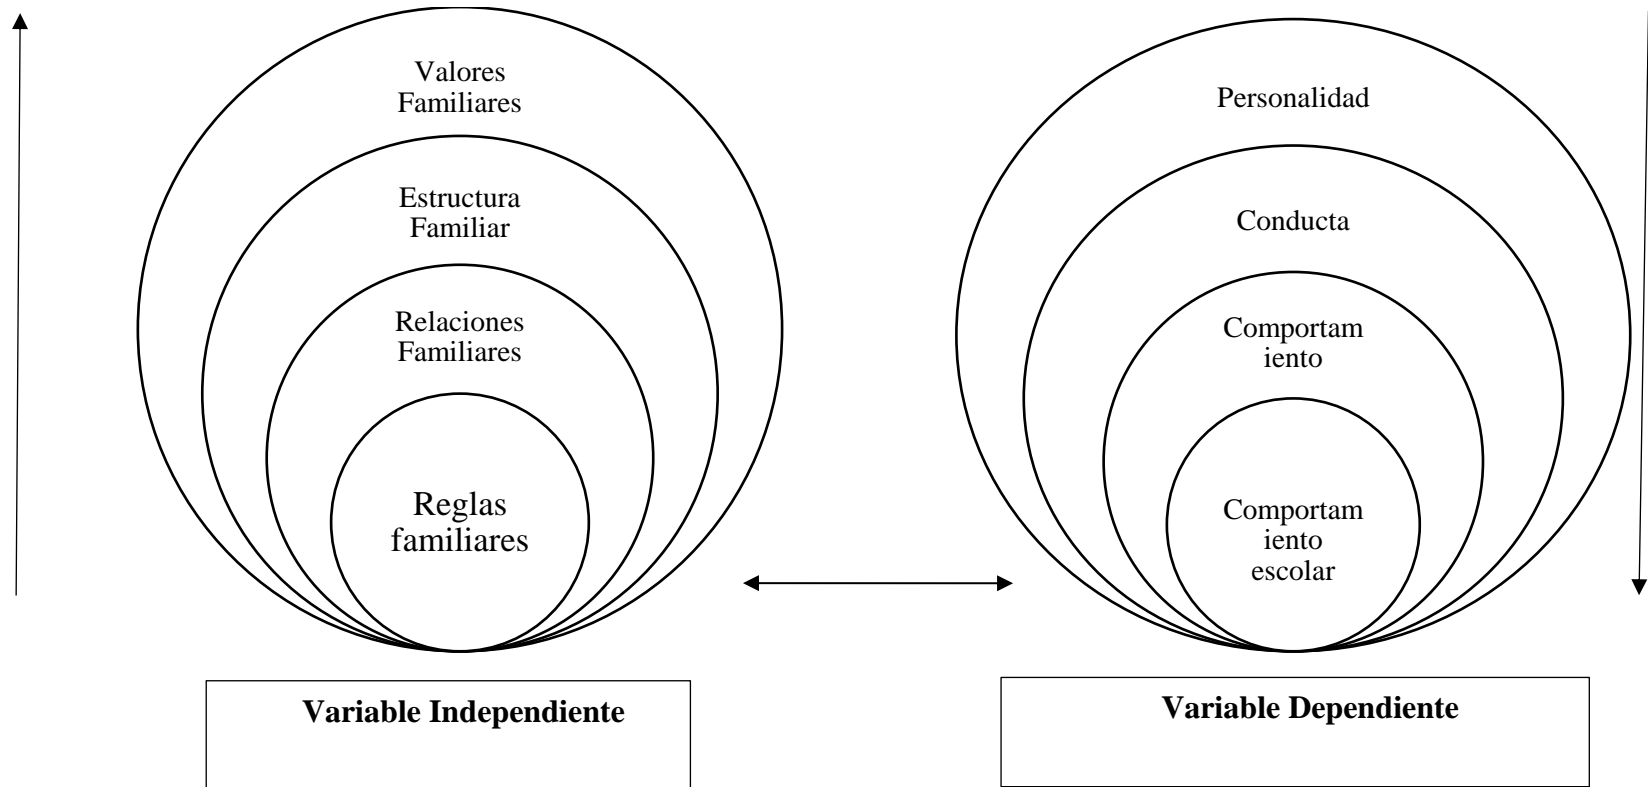 Valores
Familiares
Estructura
Familiar
Relaciones
Familiares
Reglas
familiares
Variable Independiente
Personalidad
Conducta
Comportam
iento
Comportam
iento
escolar
Variable Dependiente